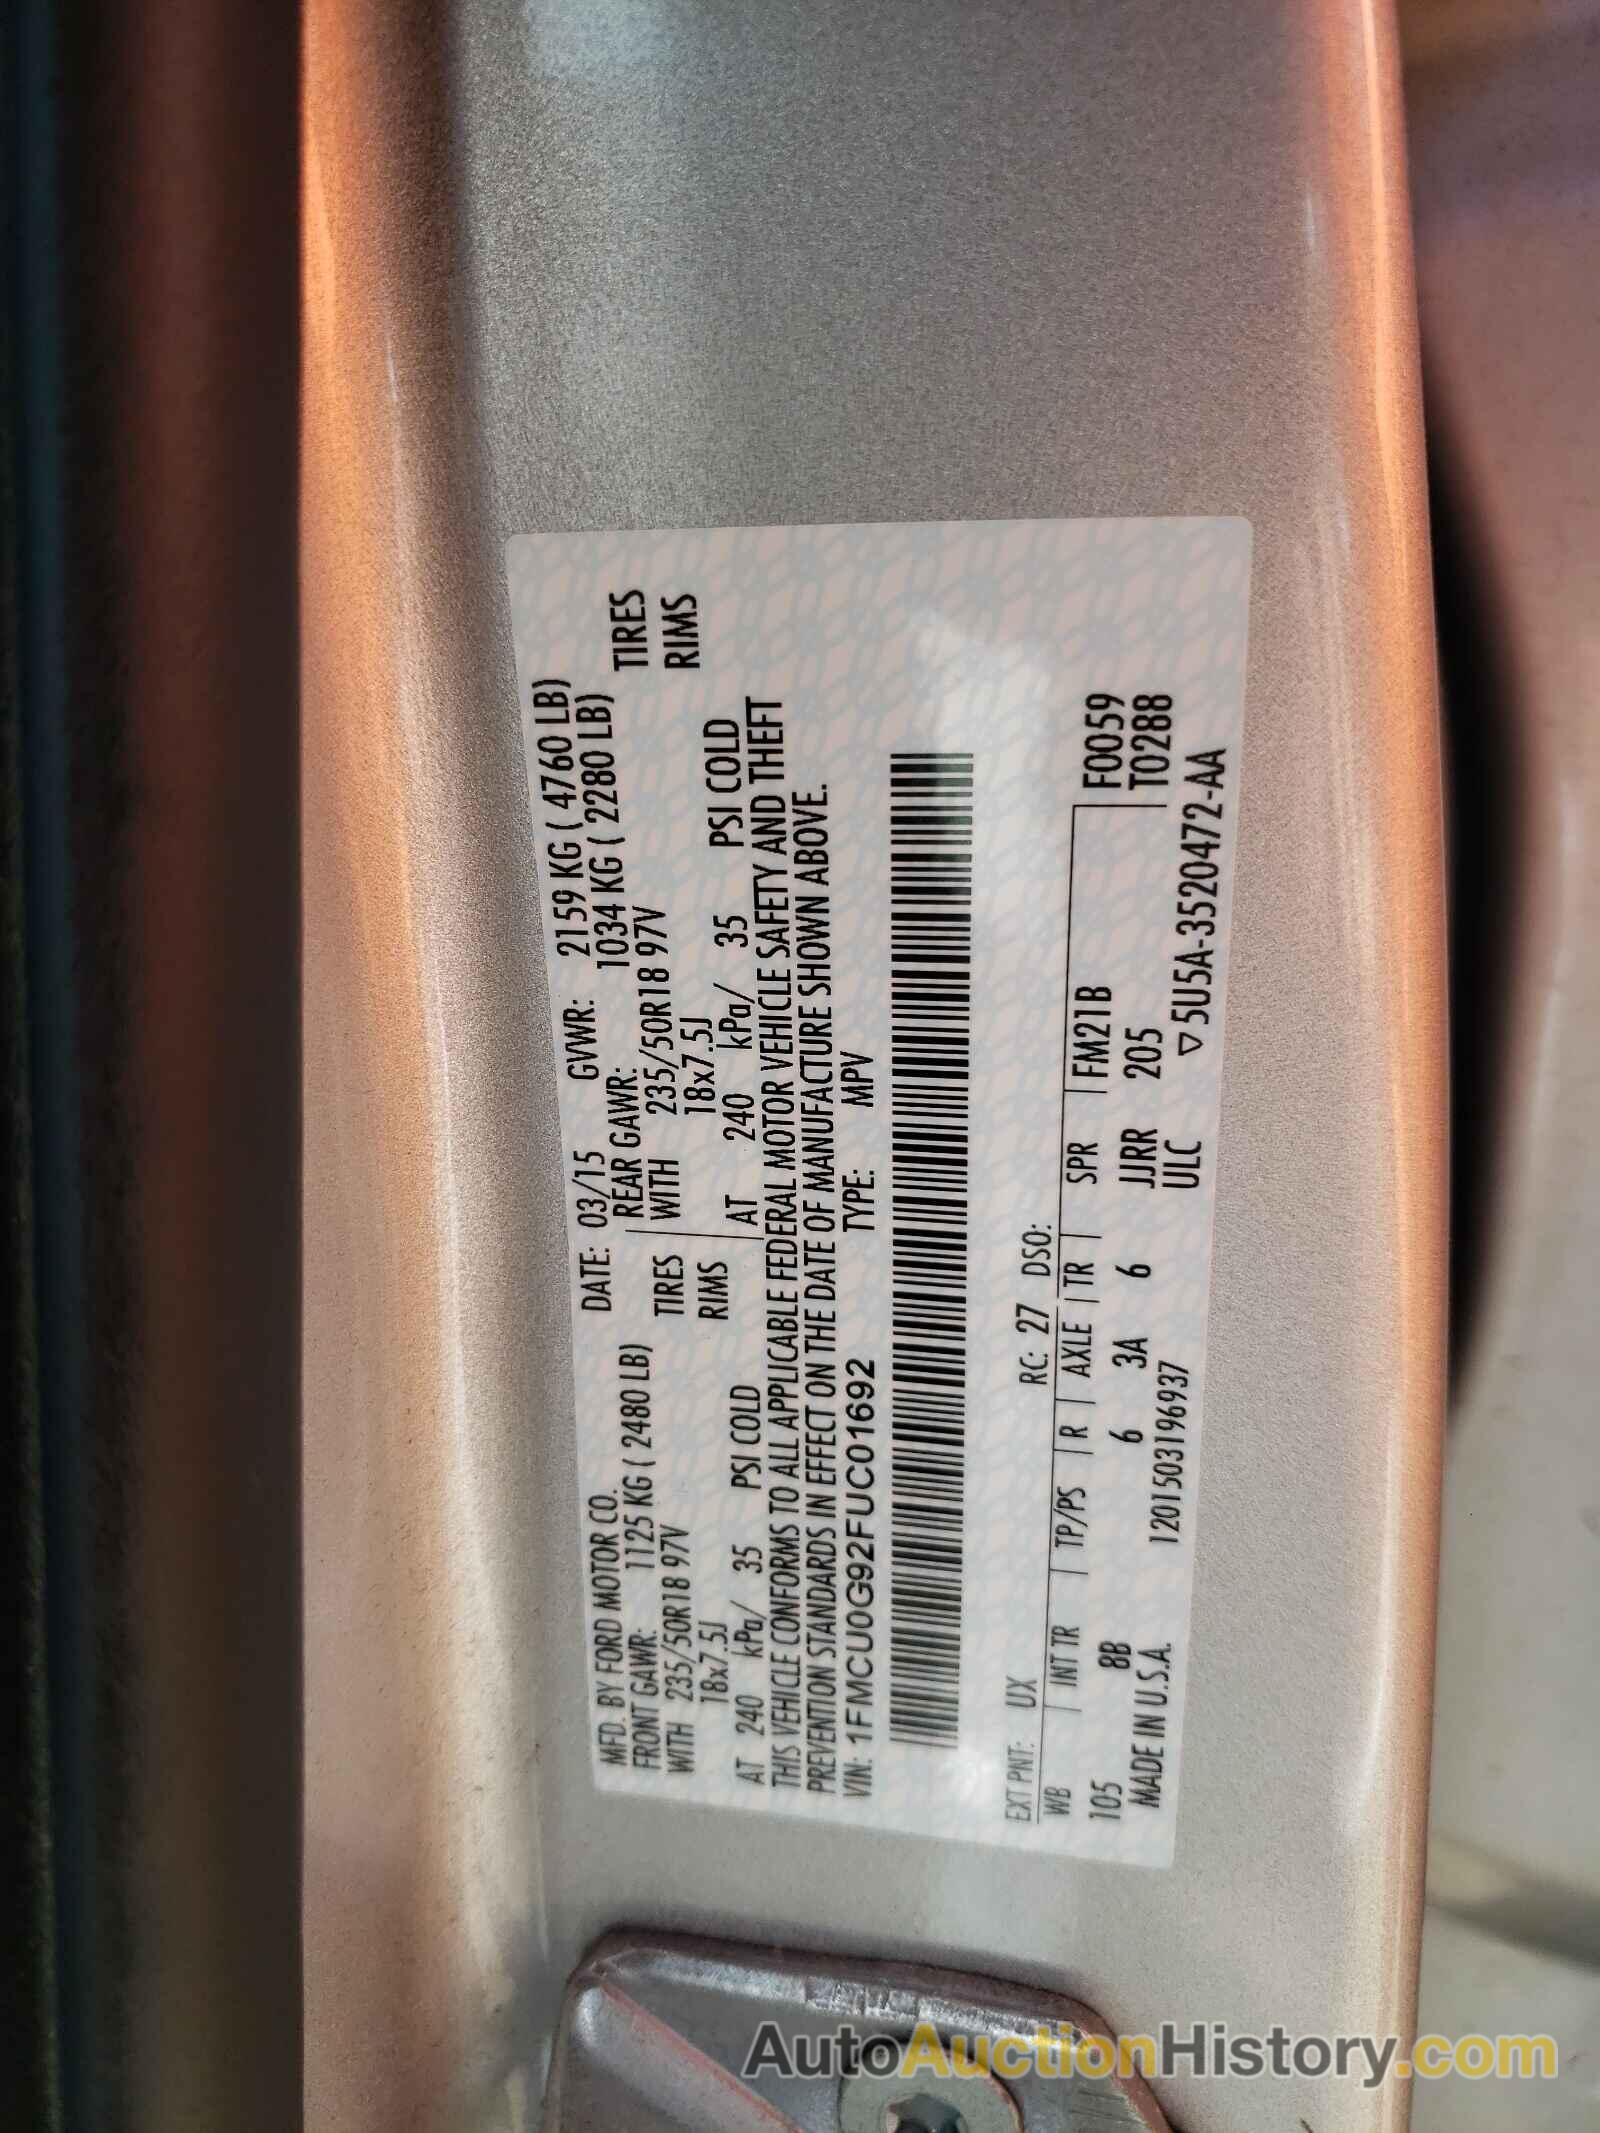 MFD. BY FORD MOTOR CO.
DATE: 03/15 GVWR: 2159 KG ( 4760 LB)
FRONT GAWR: 1125 KG ( 2480 LB) REAR GAWR: 1034 KG ( 2280 LB)
WITH 235/50R18 97V TIRES WITH 235/50R18 97V TIRES
18x7.5J RIMS 18x7.5J RIMS
AT 240 kPa/ 35 PSI COLD AT 240 kPa/ 35 PSI COLD
THIS VEHICLE CONFORMS TO ALL APPLICABLE FEDERAL MOTOR VEHICLE SAFETY AND THEFT
PREVENTION STANDARDS IN EFFECT ON THE DATE OF MANUFACTURE SHOWN ABOVE.
VIN: 1FMCU0G92FUC01692 TYPE: MPV
EXT PNT: UX RC: 27 DSO:
WB INT TR TP/PS R AXLE TR SPR FM21B F0059
105 8B 6 3A 6 JJRR 205 T0288
MADE IN U.S.A. 1201503196937 ULC ▽5U5A-3520472-AA
AutoAuctionHistory.com